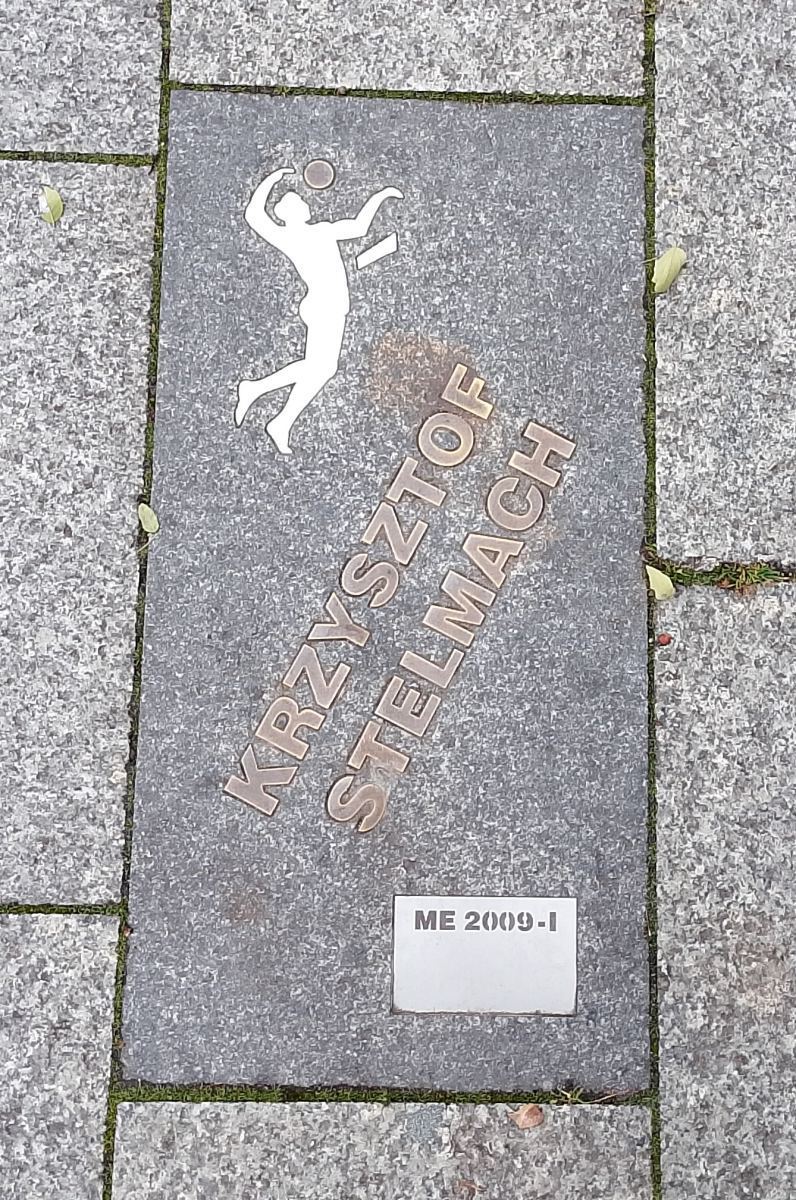 KRZYSZTOF
STELMACH
ME 2009-I